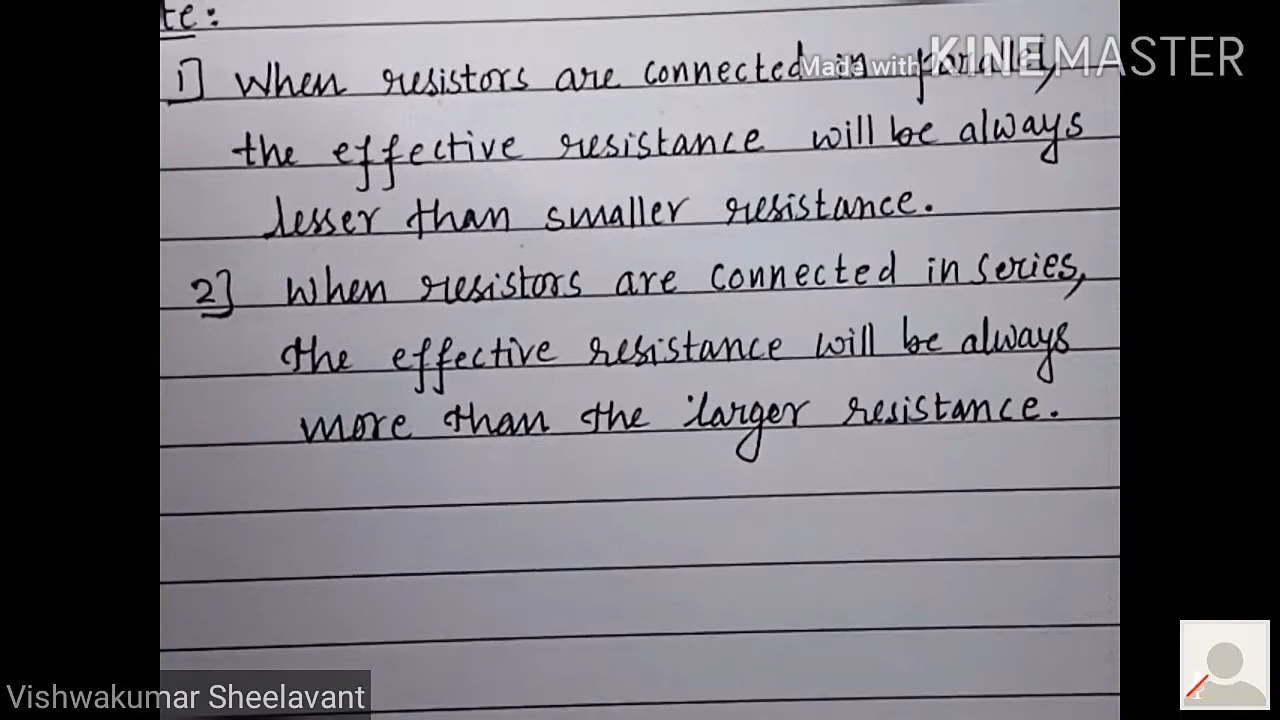 te:
1] When resistors are connected in parallel,
Made with KINEMASTER
the effective resistance will be always
lesser than smaller resistance.
2] When resistors are connected in series,
the effective resistance will be always
more than the larger resistance.
Vishwakumar Sheelavant